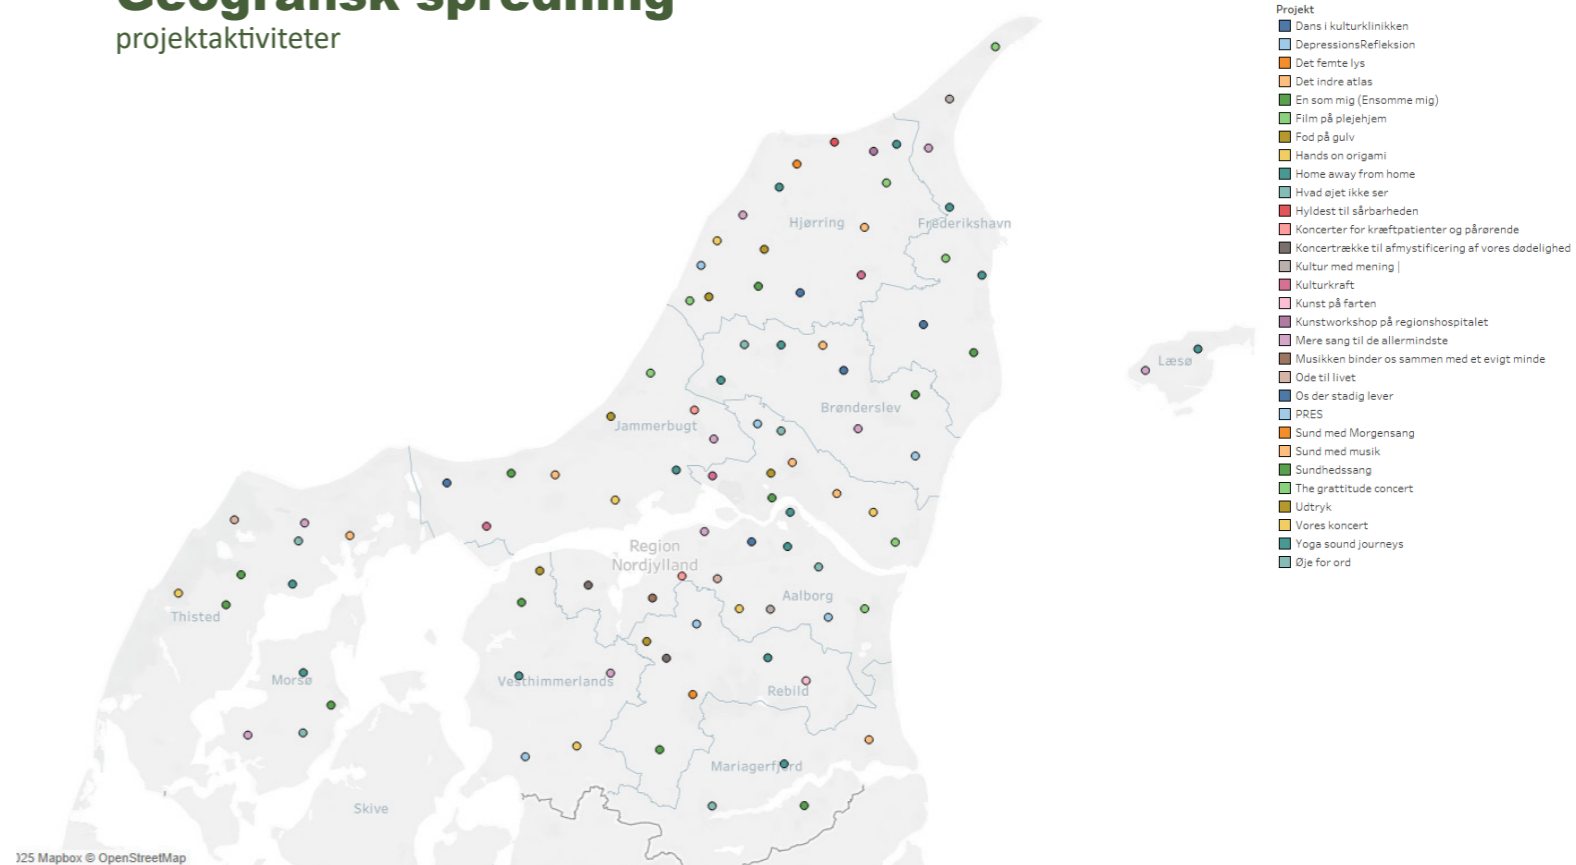 Geografisk spredning
projektaktiviteter
Projekt
Dans i kulturklinikken
DepressionsRefleksion
Det femte lys
Det indre atlas
En som mig (Ensomme mig)
Film på plejehjem
Fod på gulv
Hands on origami
Home away from home
Hvad øjet ikke ser
Hyldest til sårbarheden
Koncerter for kræftpatienter og pårørende
Koncertrække til afmystificering af vores dødelighed
Kultur med mening |
Kulturkraft
Kunst på farten
Kunstworkshop på regionshospitalet
Mere sang til de allermindste
Musikken binder os sammen med et evigt minde
Ode til livet
Os der stadig lever
PRES
Sund med Morgensang
Sund med musik
Sundhedssang
The grattitude concert
Udtryk
Vores koncert
Yoga sound journeys
Øje for ord
Hjørring
Frederikshavn
Læsø
Brønderslev
Jammerbugt
Region
Nordjylland
Aalborg
Thisted
Morsø
Vesthimmerlands
Rebild
Mariagerfjord
Skive
025 Mapbox © OpenStreetMap